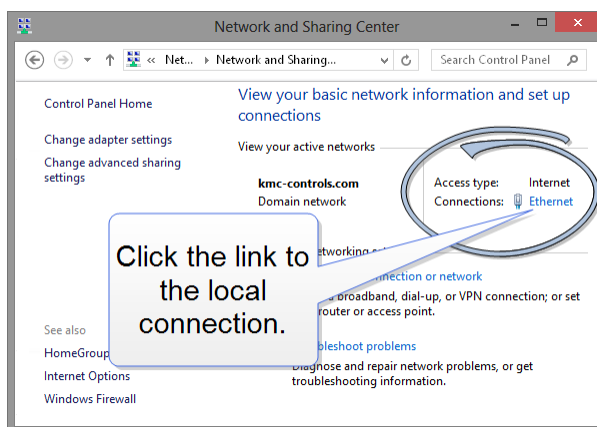 Network and Sharing Center
« Net... Network and Sharing...
Search Control Panel
Control Panel Home
Change adapter settings
Change advanced sharing
settings
See also
HomeGroup
Internet Options
Windows Firewall
View your basic network information and set up
connections
View your active networks
kmc-controls.com
Domain network
Access type: Internet
Connections: Ethernet
Click the link to
the local
connection.
or network
broadband, dial-up, or VPN connection; or set
router or access point.
problems
Diagnose and repair network problems, or get
troubleshooting information.